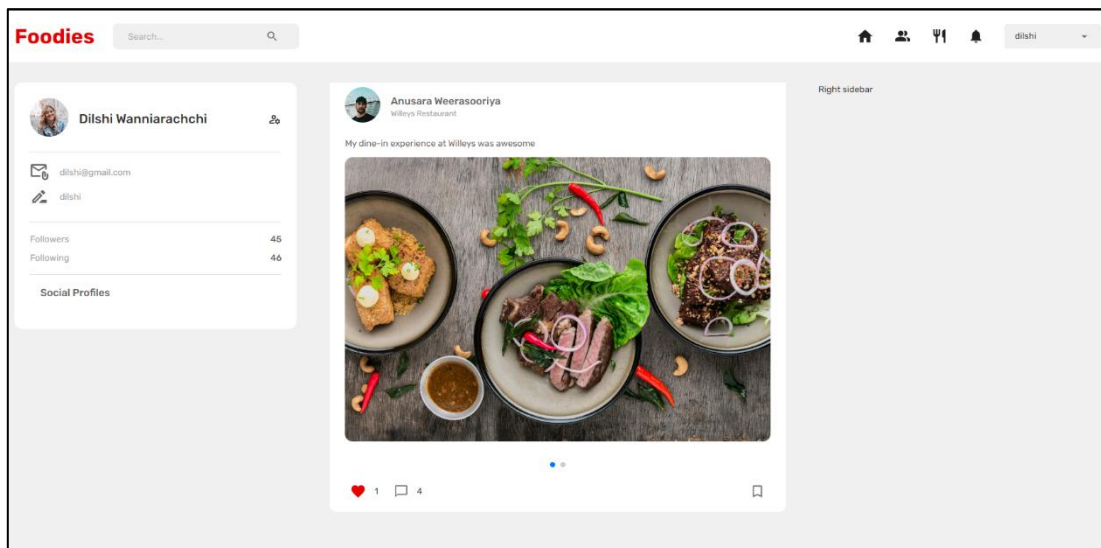 Foodies
Search...
dilshi
Dilshi Wanniarachchi
dilshi@gmail.com
dilshi
Followers 45
Following 46
Social Profiles
Anusara Weerasooriya
Willeys Restaurant
My dine-in experience at Willeys was awesome
1 4
Right sidebar